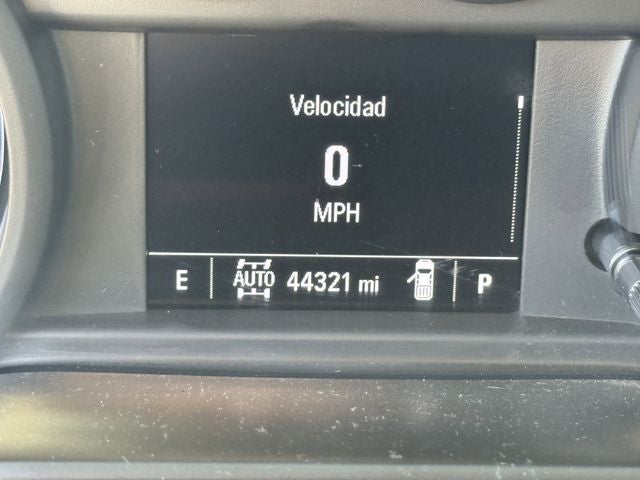 Velocidad
0
MPH
E AUTO 44321 mi P